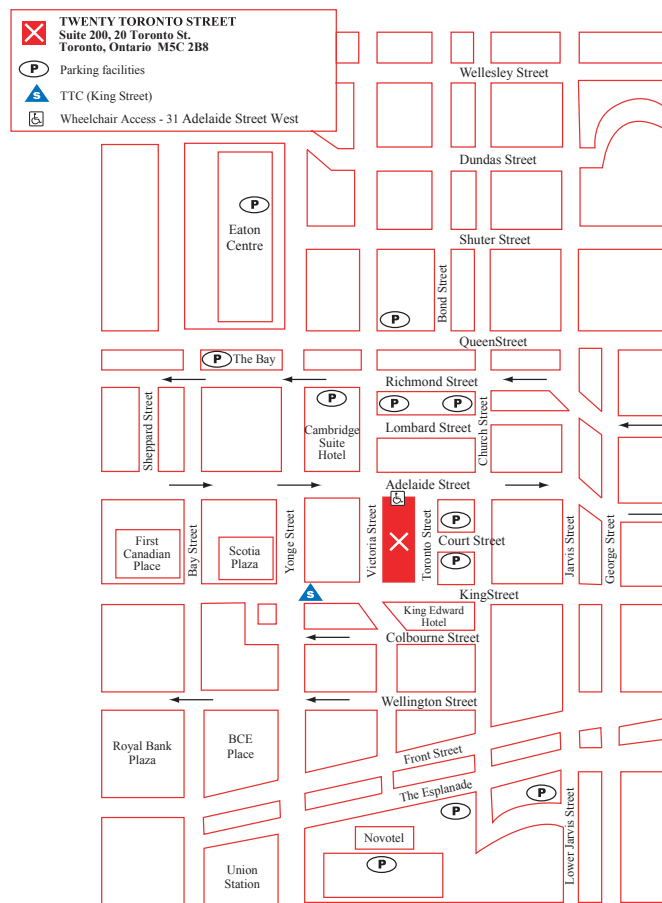 TWENTY TORONTO STREET
Suite 200, 20 Toronto St.
Toronto, Ontario M5C 2B8
P Parking facilities
S TTC (King Street)
Wheelchair Access - 31 Adelaide Street West
Wellesley Street
Dundas Street
P
Eaton
Centre
Shuter Street
Bond Street
P
QueenStreet
P The Bay
Richmond Street
P
P
P
Sheppard Street
Cambridge
Suite
Hotel
Lombard Street
Church Street
Adelaide Street
First
Canadian
Place
Bay Street
Scotia
Plaza
Yonge Street
Victoria Street
Toronto Street
P
Court Street
P
Jarvis Street
George Street
S
KingStreet
King Edward
Hotel
Colbourne Street
Wellington Street
Royal Bank
Plaza
BCE
Place
Front Street
The Esplanade
P
P
Lower Jarvis Street
Novotel
P
Union
Station